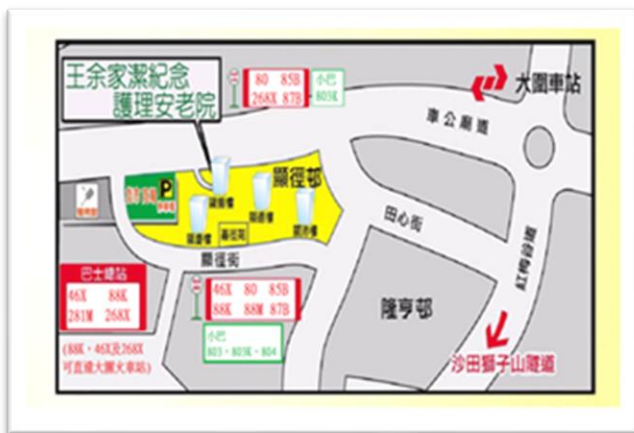 王余家潔紀念
護理安老院
80 85B
268X 87B
小巴
803K
大圍車站
車公廟道
顯徑邨
P
田心街
紅梅谷道
顯徑街
巴士總站
46X 88K
281M 268X
(88K、46X及268X
可直達大圍火車站)
46X 80 85B
88K 88M 87B
小巴
803、803K、804
隆亨邨
沙田獅子山隧道